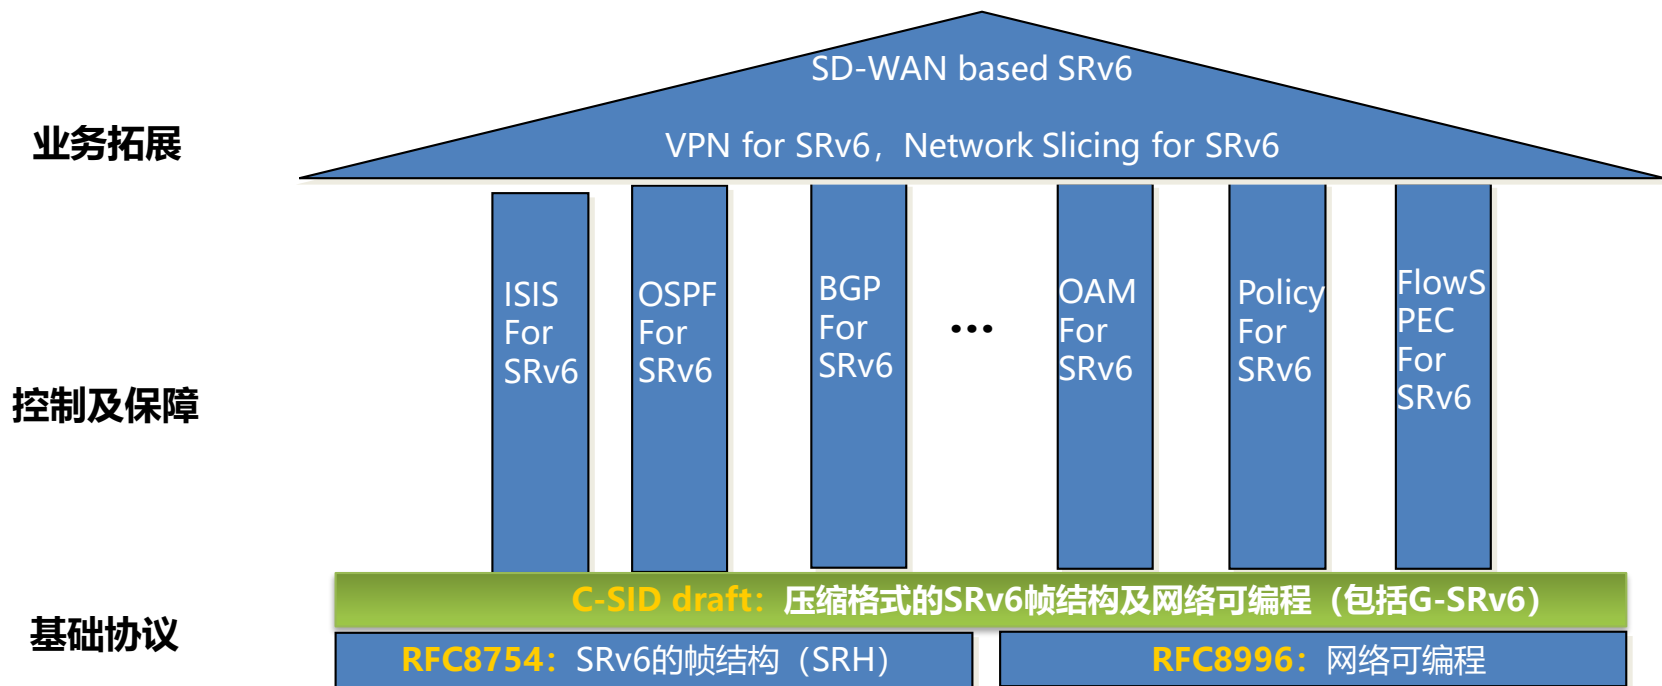 SD-WAN based SRv6
业务拓展
VPN for SRv6，Network Slicing for SRv6
ISIS
For
SRv6
OSPF
For
SRv6
BGP
For
SRv6
...
OAM
For
SRv6
Policy
For
SRv6
FlowS
PEC
For
SRv6
控制及保障
C-SID draft：压缩格式的SRv6帧结构及网络可编程（包括G-SRv6）
基础协议
RFC8754：SRv6的帧结构（SRH）
RFC8996：网络可编程